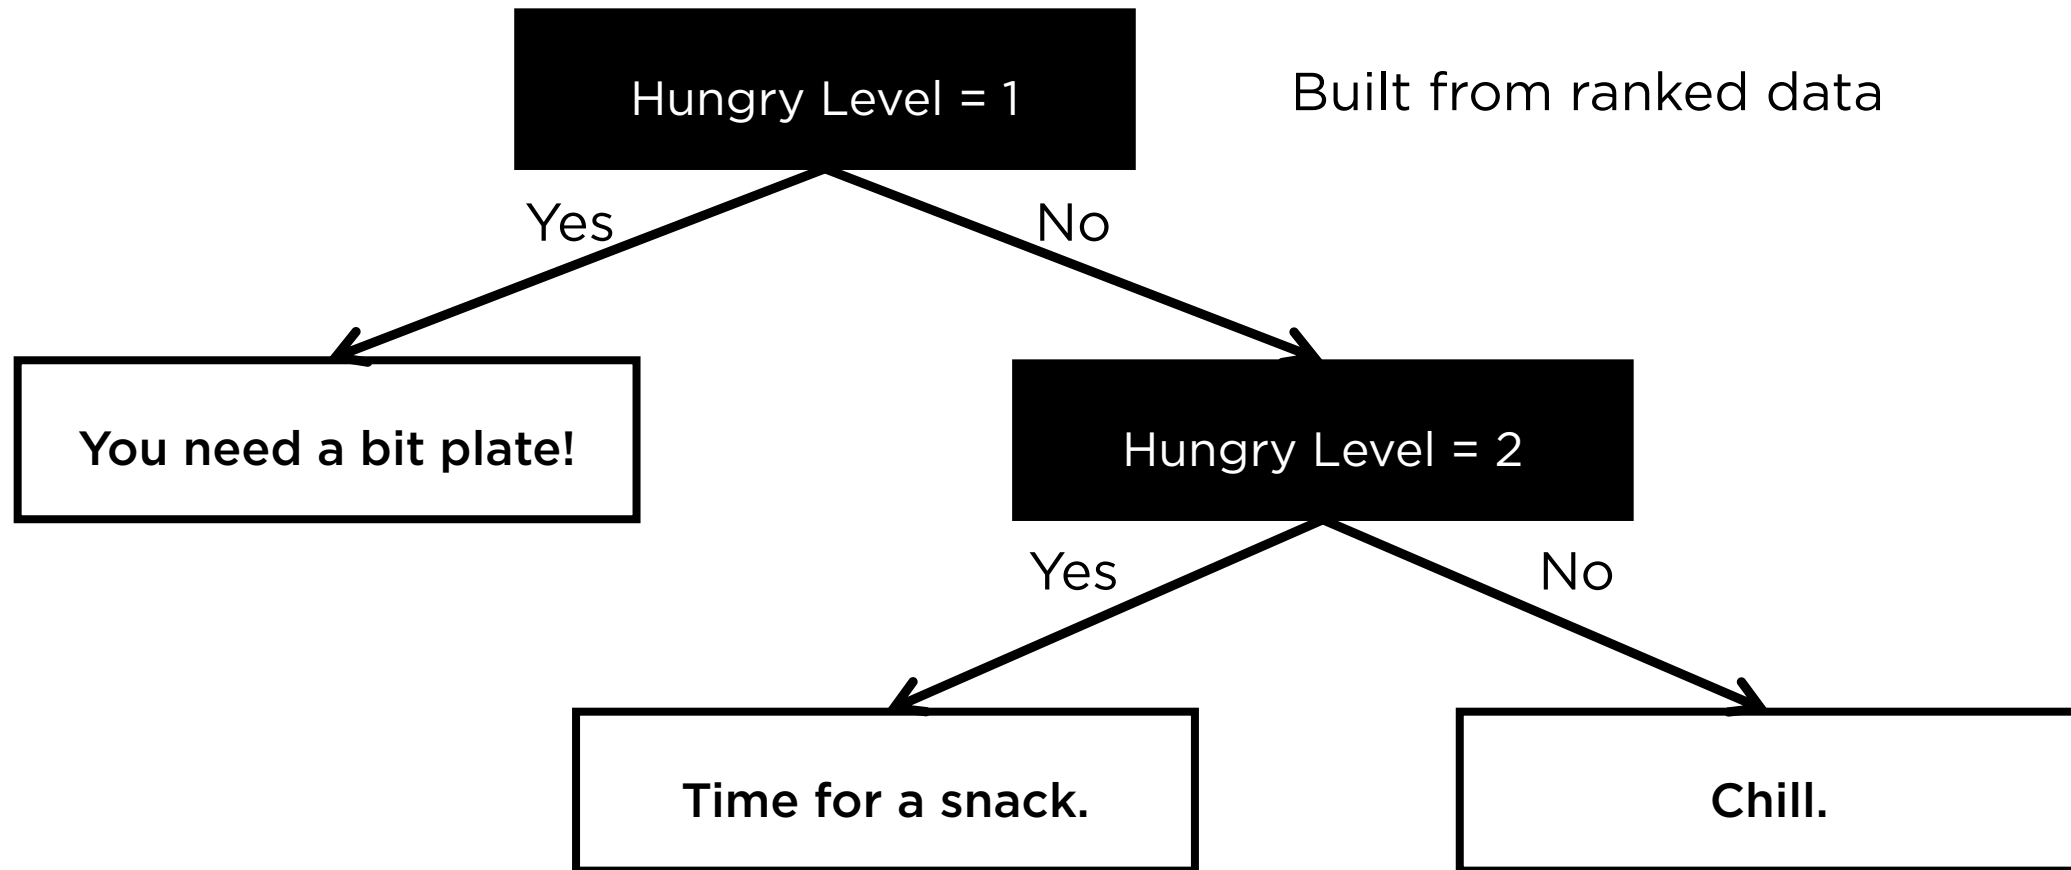 Hungry Level = 1
Built from ranked data
Yes
No
You need a bit plate!
Hungry Level = 2
Yes
No
Time for a snack.
Chill.